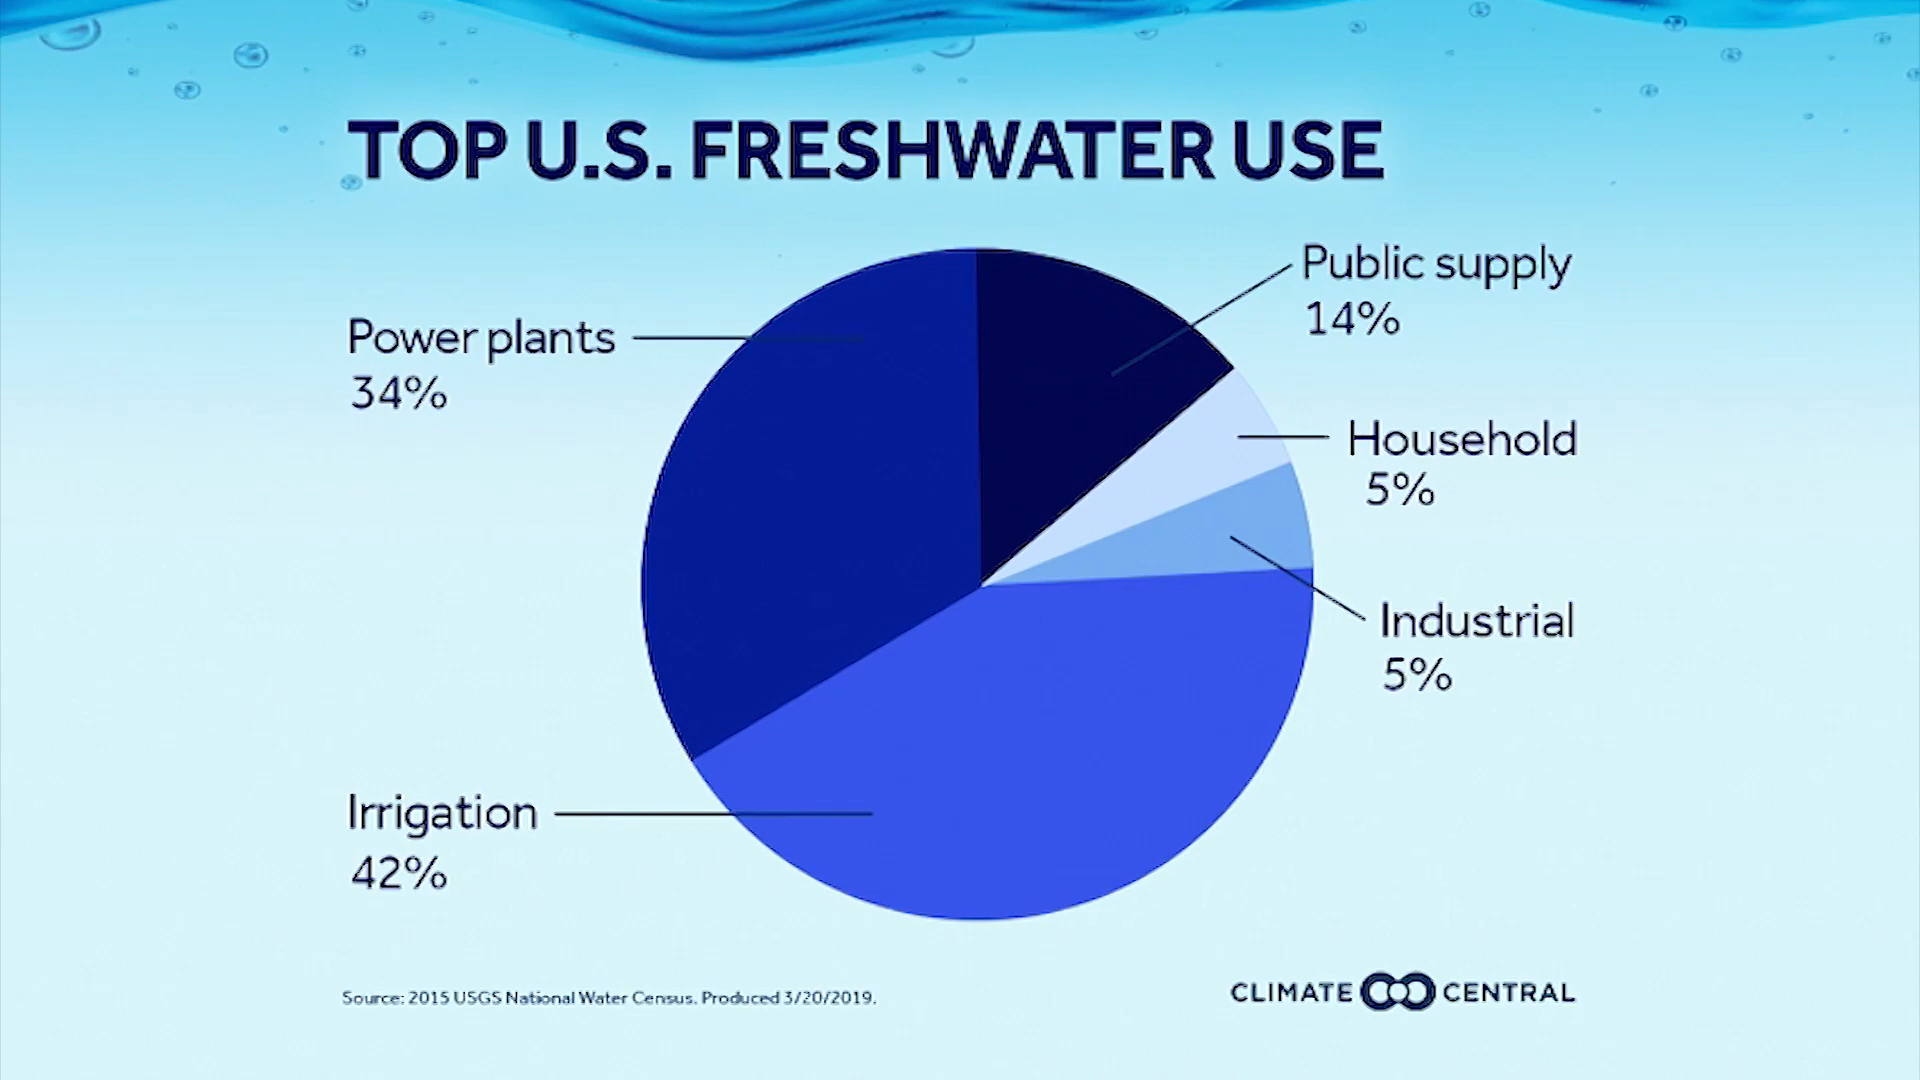 TOP U.S. FRESHWATER USE
Public supply
14%
Power plants
34%
Household
5%
Industrial
5%
Irrigation
42%
Source: 2015 USGS National Water Census. Produced 3/20/2019.
CLIMATE CENTRAL